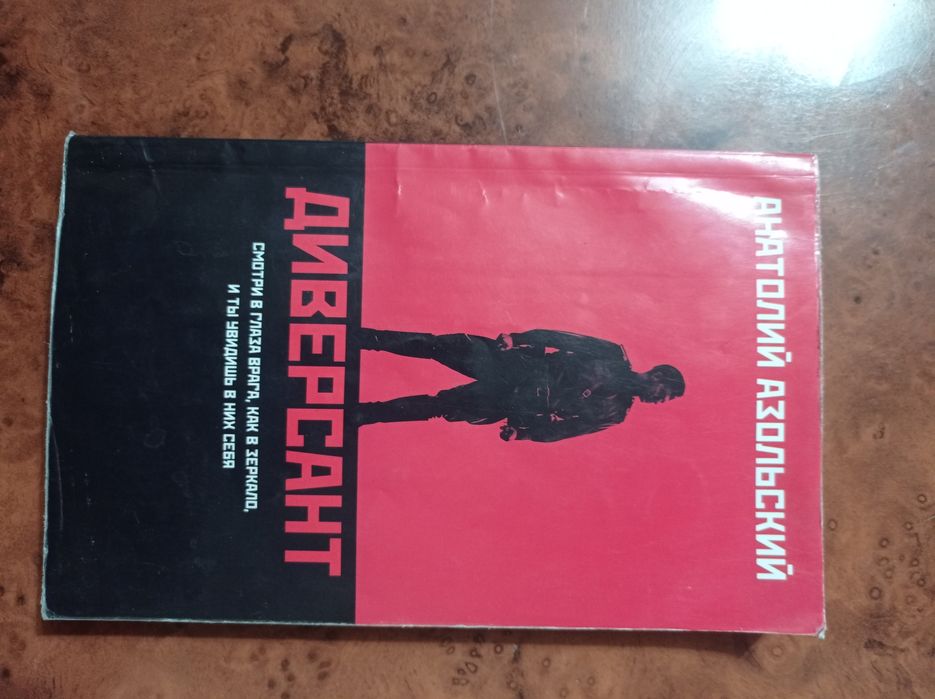 АНАТОЛИЙ АЗОЛЬСКИЙ
ДИВЕРСАНТ
СМОТРИ В ГЛАЗА ВРАГА, КАК В ЗЕРКАЛО,
И ТЫ УВИДИШЬ В НИХ СЕБЯ